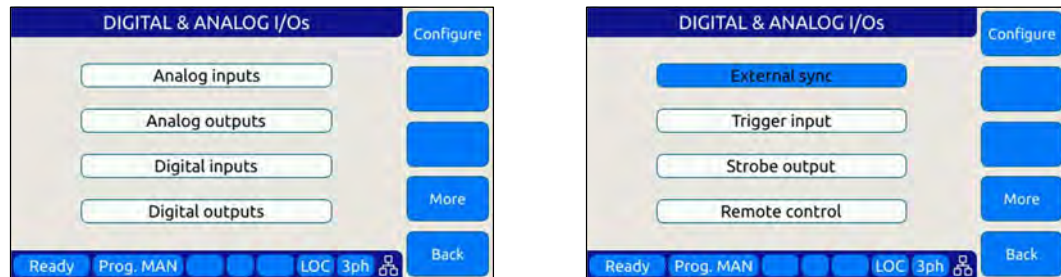 DIGITAL & ANALOG I/Os
Configure
Analog inputs
Analog outputs
Digital inputs
Digital outputs
More
Back
Ready Prog. MAN LOC 3ph
DIGITAL & ANALOG I/Os
Configure
External sync
Trigger input
Strobe output
Remote control
More
Back
Ready Prog. MAN LOC 3ph